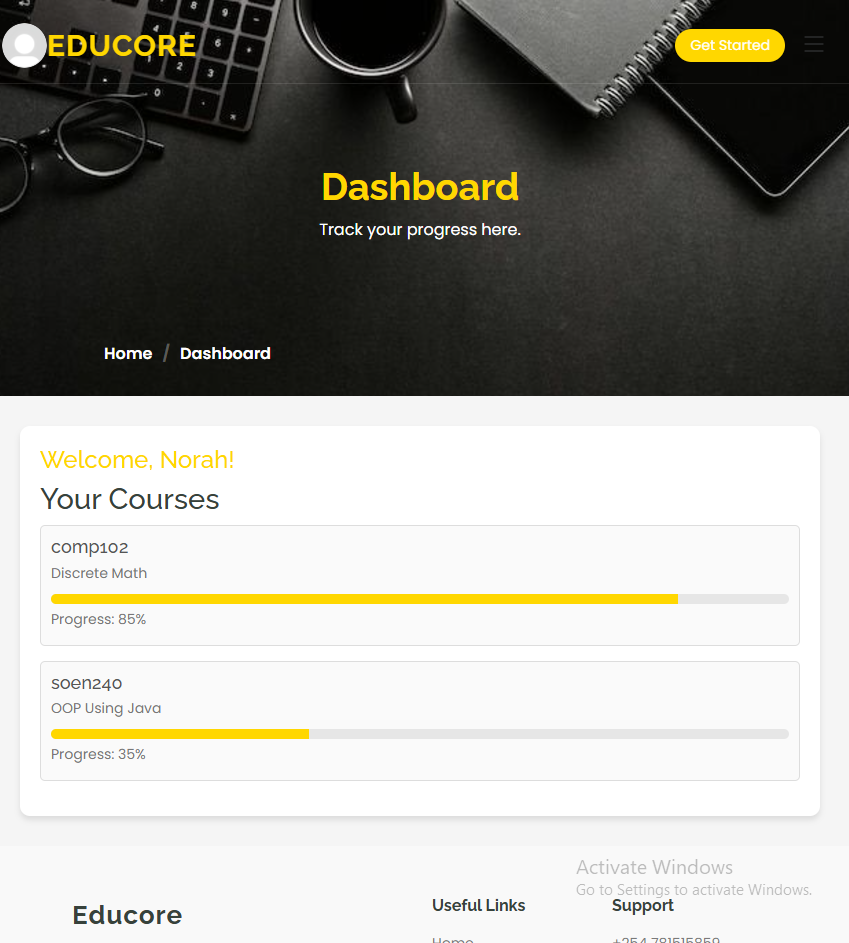 EDUCORE
Get Started
Dashboard
Track your progress here.
Home / Dashboard
Welcome, Norah!
Your Courses
comp102
Discrete Math
Progress: 85%
soen240
OOP Using Java
Progress: 35%
Activate Windows
Go to Settings to activate Windows.
Educore
Useful Links
Support
Home
+254 781515859